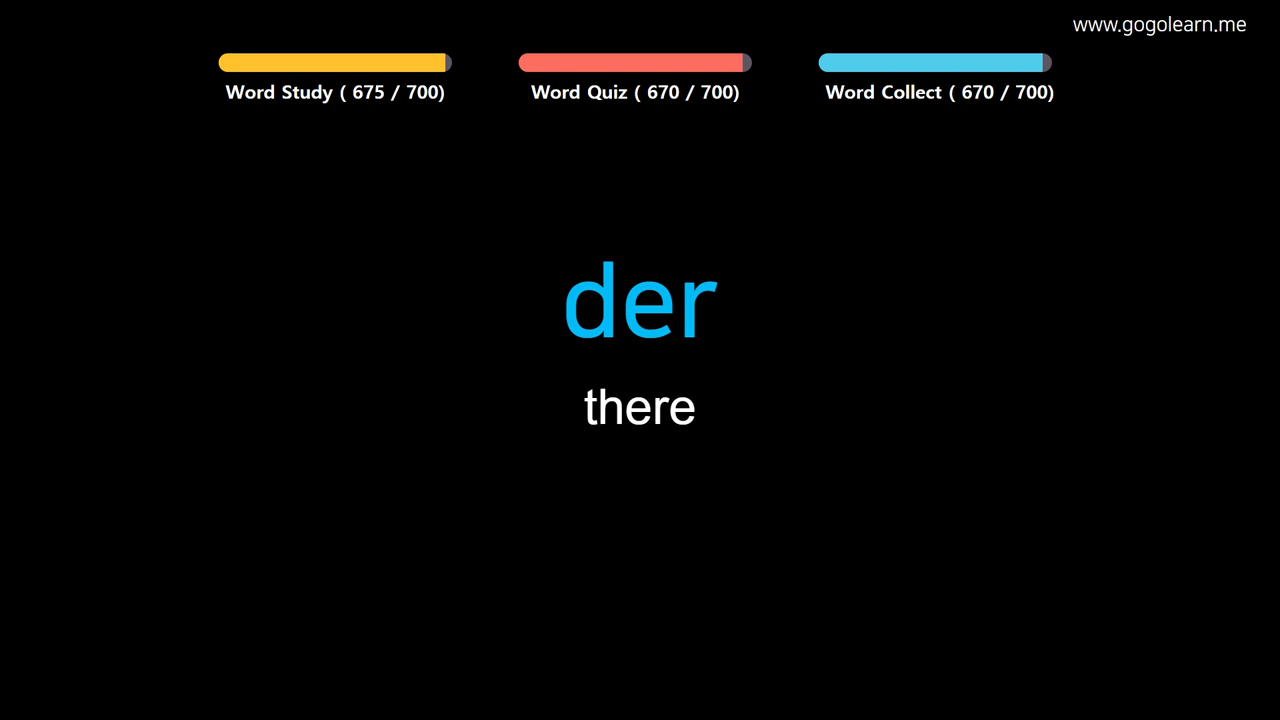 www.gogolearn.me
Word Study ( 675 / 700)
Word Quiz ( 670 / 700)
Word Collect ( 670 / 700)
der
there